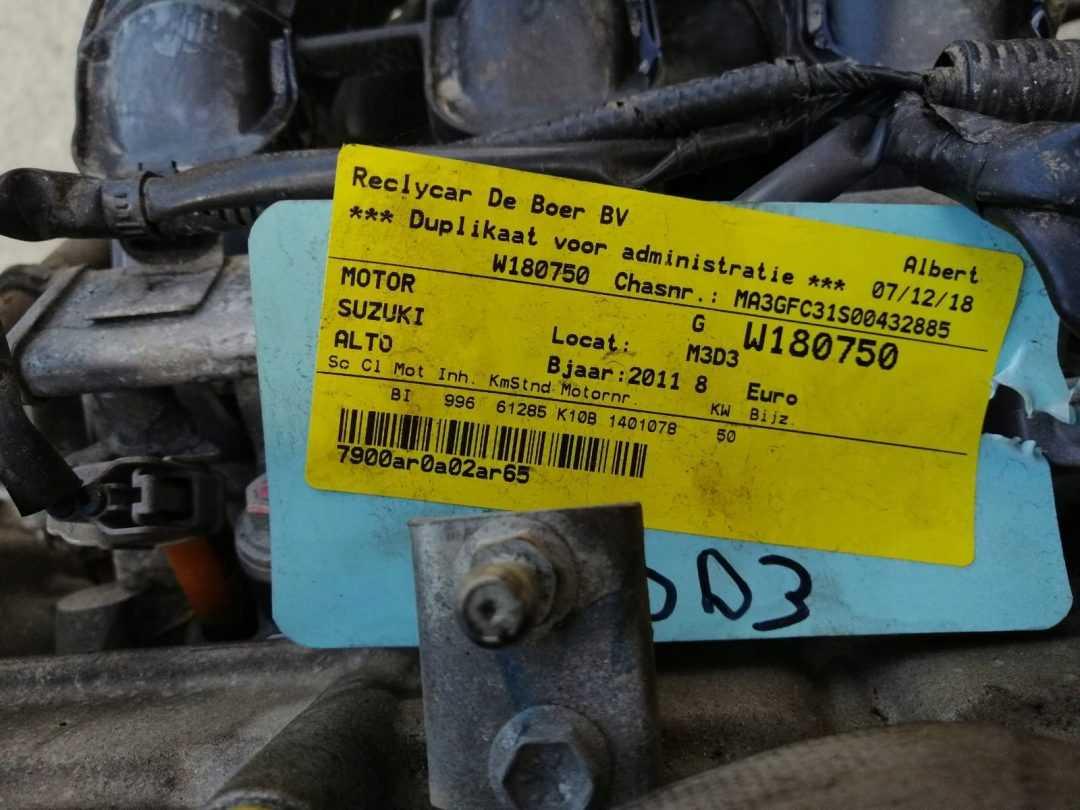 Reclycar De Boer BV
*** Duplikaat voor administratie *** Albert
W180750 Chasnr.: MA3GFC31S00432885 07/12/18
MOTOR G W180750
SUZUKI Locat: M3D3
ALTO Bjaar:2011 8 Euro
So Cl Mot Inh. KmStnd Motornr. KW Bijz.
BI 996 61285 K10B 1401078 50
7900ar0a02ar65
D3